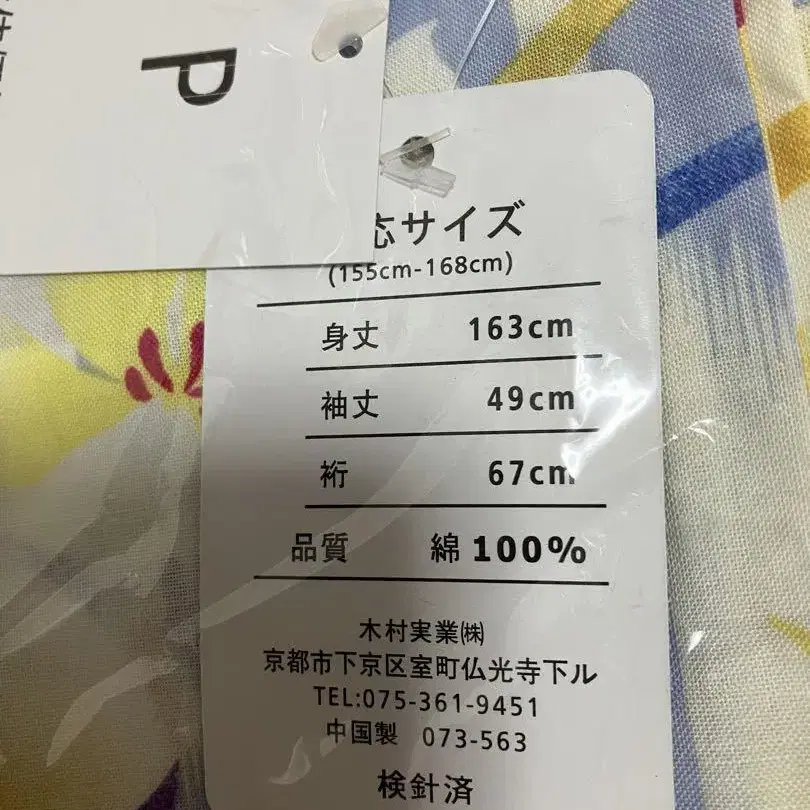 P
応サイズ
(155cm-168cm)
身丈 163cm
袖丈 49cm
裄 67cm
品質 綿 100%
木村実業㈱
京都市下京区室町仏光寺下ル
TEL:075-361-9451
中国製 073-563
検針済